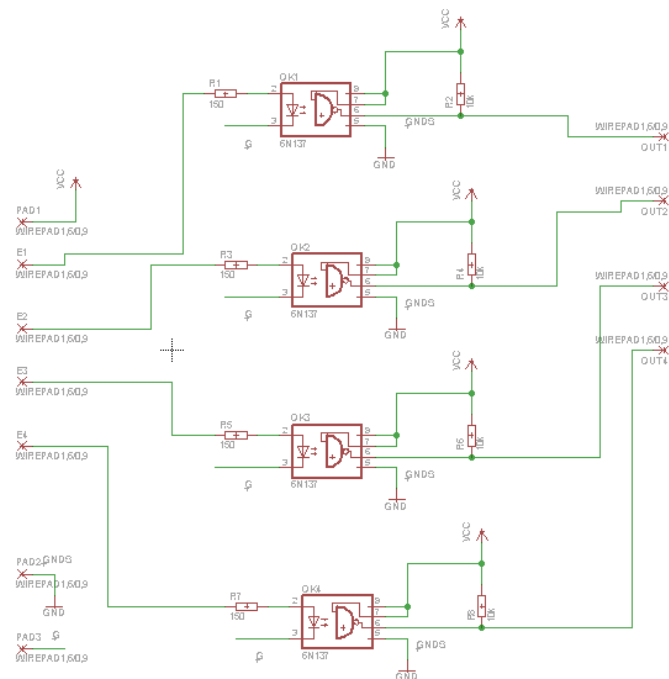 VCC
OK1
R1
150
2
3
8
7
6
5
6N137
R2
10K
GNDS
GND
G
WIREPAD1,6/0,9
OUT1
VCC
PAD1
WIREPAD1,6/0,9
E1
WIREPAD1,6/0,9
VCC
WIREPAD1,6/0,9
OUT2
OK2
R3
150
2
3
8
7
6
5
6N137
R4
10K
GNDS
GND
G
WIREPAD1,6/0,9
OUT3
E2
WIREPAD1,6/0,9
WIREPAD1,6/0,9
OUT4
E3
WIREPAD1,6/0,9
VCC
OK3
R5
150
2
3
8
7
6
5
6N137
R6
10K
GNDS
GND
G
E4
WIREPAD1,6/0,9
VCC
PAD2
GNDS
WIREPAD1,6/0,9
GND
OK4
R7
150
2
3
8
7
6
5
6N137
R8
10K
GND
G
PAD3
G
WIREPAD1,6/0,9
GNDS